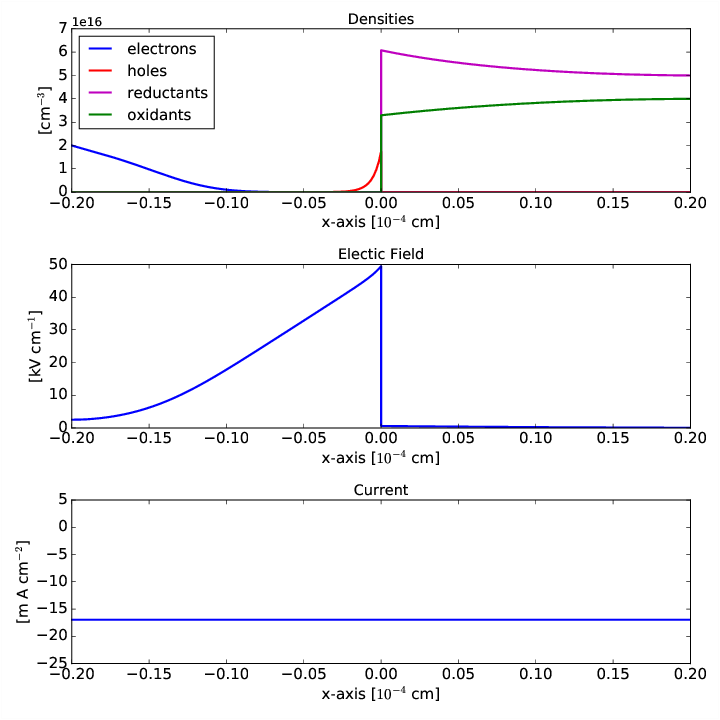 Densities
1e16
7
6
5
4
3
2
1
0
[cm⁻³]
electrons
holes
reductants
oxidants
−0.20 −0.15 −0.10 −0.05 0.00 0.05 0.10 0.15 0.20
x-axis [10⁻⁴ cm]
Electic Field
50
40
30
20
10
0
[kV cm⁻¹]
−0.20 −0.15 −0.10 −0.05 0.00 0.05 0.10 0.15 0.20
x-axis [10⁻⁴ cm]
Current
5
0
−5
−10
−15
−20
−25
[m A cm⁻²]
−0.20 −0.15 −0.10 −0.05 0.00 0.05 0.10 0.15 0.20
x-axis [10⁻⁴ cm]